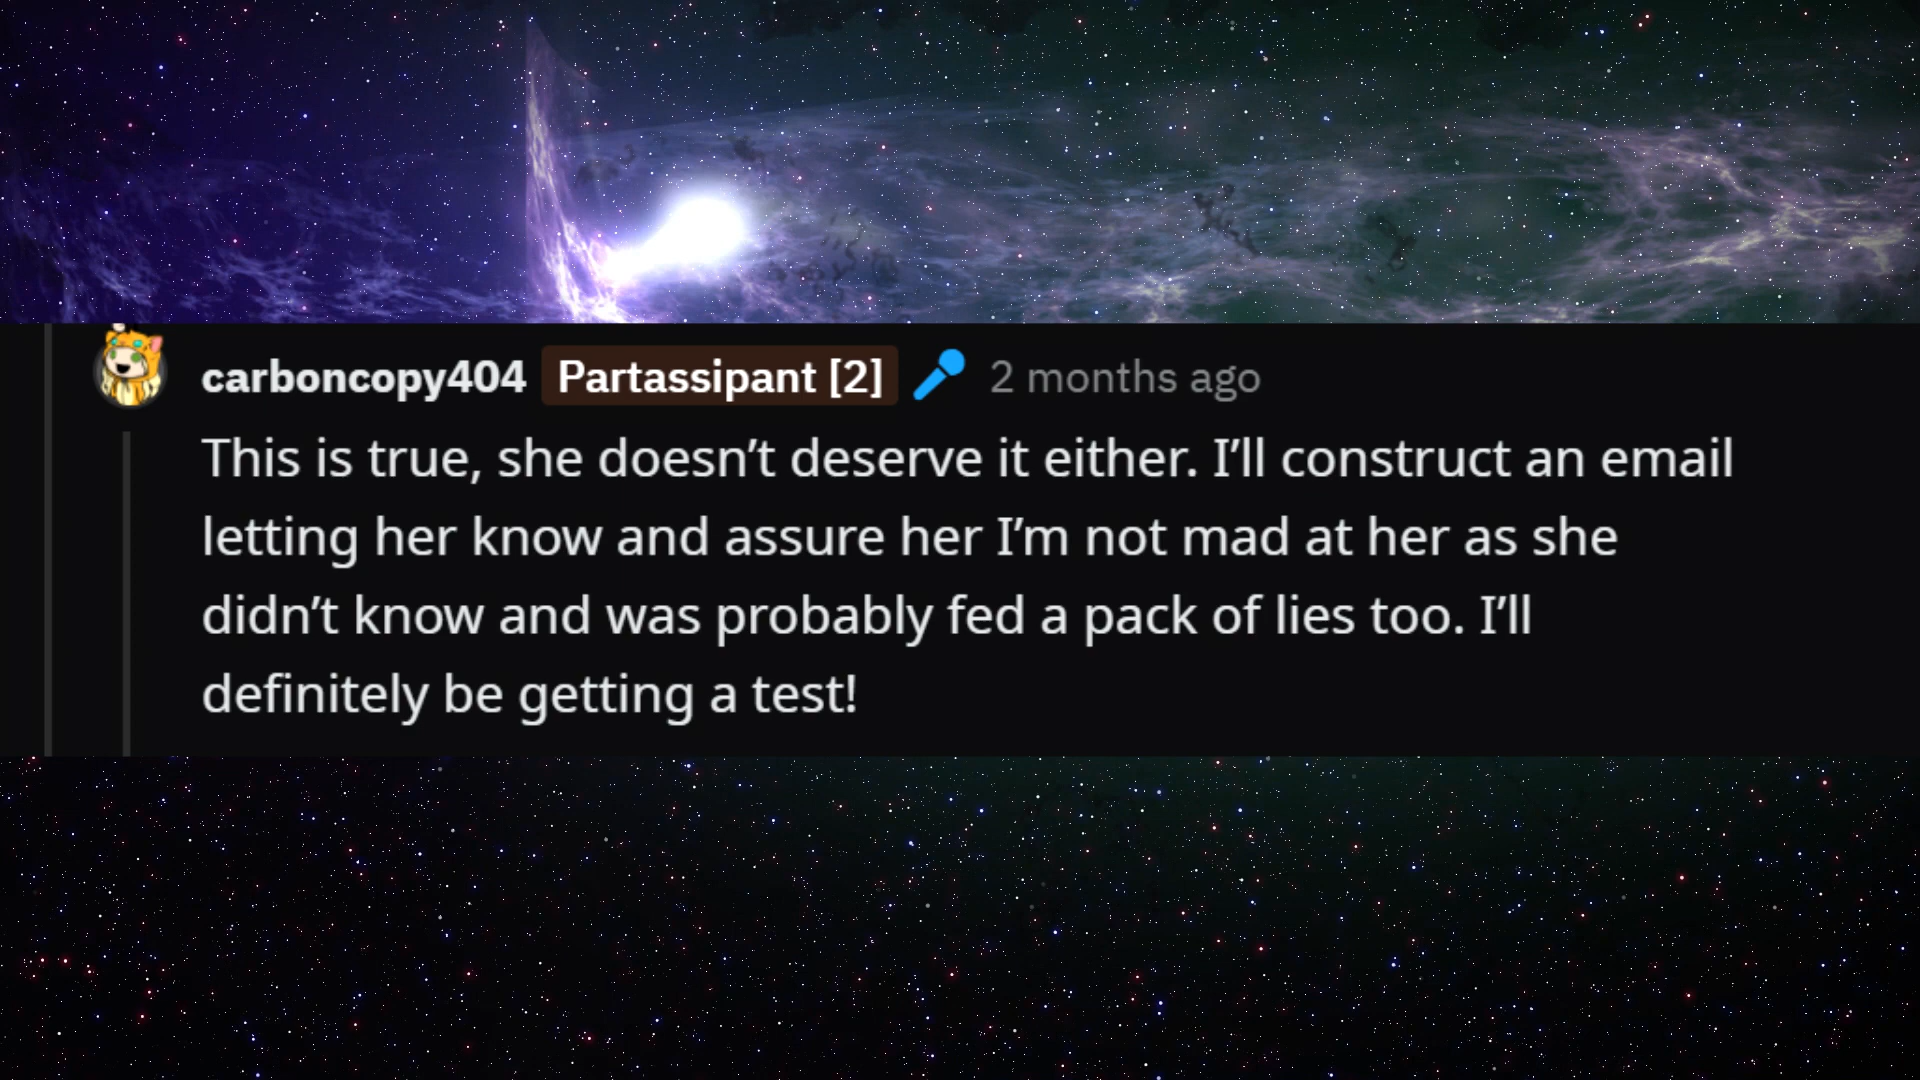 carboncopy404 Partassipant [2] 2 months ago
This is true, she doesn’t deserve it either. I’ll construct an email
letting her know and assure her I’m not mad at her as she
didn’t know and was probably fed a pack of lies too. I’ll
definitely be getting a test!